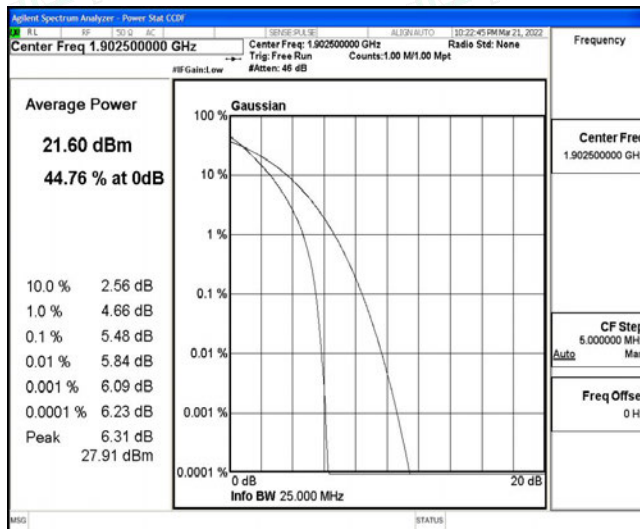 Agilent Spectrum Analyzer - Power Stat CCDF
RL RF 50 Ω AC SENSE:PULSE ALIGN AUTO 10:22:45 PM Mar 21, 2022
Center Freq 1.902500000 GHz
Center Freq: 1.902500000 GHz Radio Std: None
Trig: Free Run Counts:1.00 M/1.00 Mpt
#IFGain:Low #Atten: 46 dB
Frequency
Average Power
21.60 dBm
44.76 % at 0dB
10.0 % 2.56 dB
1.0 % 4.66 dB
0.1 % 5.48 dB
0.01 % 5.84 dB
0.001 % 6.09 dB
0.0001 % 6.23 dB
Peak 6.31 dB
27.91 dBm
Gaussian
100 %
10 %
1 %
0.1 %
0.01 %
0.001 %
0.0001 %
0 dB 20 dB
Info BW 25.000 MHz
Center Freq
1.902500000 GH
CF Step
5.000000 MH
Auto Ma
Freq Offse
0 H
MSG STATUS